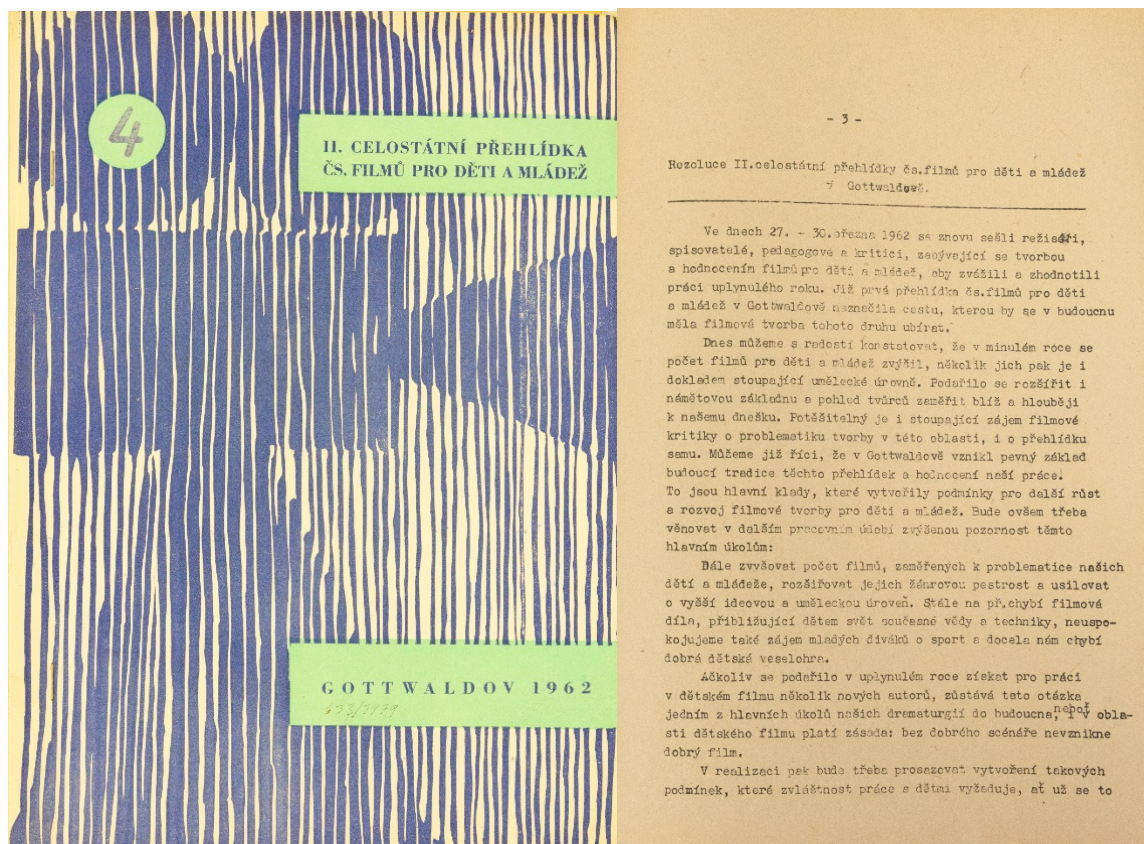 4
II. CELOSTÁTNÍ PŘEHLÍDKA
ČS. FILMŮ PRO DĚTI A MLÁDEŽ
GOTTWALDOV 1962
633/1979
- 3 -
Rezoluce II.celostátní přehlídky čs.filmů pro děti a mládež
v Gottwaldově.
Ve dnech 27. - 30.března 1962 se znovu sešli režiséři,
spisovatelé, pedagogové a kritici, zabývající se tvorbou
a hodnocením filmů pro děti a mládež, aby zvážili a zhodnotili
práci uplynulého roku. Již prvá přehlídka čs.filmů pro děti
a mládež v Gottwaldově naznačila cestu, kterou by se v budoucnu
měla filmová tvorba tohoto druhu ubírat.
Dnes můžeme s radostí konstatovat, že v minulém roce se
počet filmů pro děti a mládež zvýšil, několik jich pak je i
dokladem stoupající umělecké úrovně. Podařilo se rozšířit i
námětovou základnu a pohled tvůrců zaměřit blíž a hlouběji
k našemu dnešku. Potěšitelný je i stoupající zájem filmové
kritiky o problematiku tvorby v této oblasti, i o přehlídku
samu. Můžeme již říci, že v Gottwaldově vznikl pevný základ
budoucí tradice těchto přehlídek a hodnocení naší práce.
To jsou hlavní klady, které vytvořily podmínky pro další růst
a rozvoj filmové tvorby pro děti a mládež. Bude ovšem třeba
věnovat v dalším pracovním údobí zvýšenou pozornost těmto
hlavním úkolům:
Dále zvyšovat počet filmů, zaměřených k problematice našich
dětí a mládeže, rozšiřovat jejich žánrovou pestrost a usilovat
o vyšší ideovou a uměleckou úroveň. Stále na př.chybí filmová
díla, přibližující dětem svět současné vědy a techniky, neuspo-
kojujeme také zájem mladých diváků o sport a docela nám chybí
dobrá dětská veselohra.
Ačkoliv se podařilo v uplynulém roce získat pro práci
v dětském filmu několik nových autorů, zůstává tato otázka
jedním z hlavních úkolů našich dramaturgií do budoucna, neboť i v obla-
sti dětského filmu platí zásada: bez dobrého scénáře nevznikne
dobrý film.
V realizaci pak bude třeba prosazovat vytvoření takových
podmínek, které zvláštnost práce s dětmi vyžaduje, ať už se to